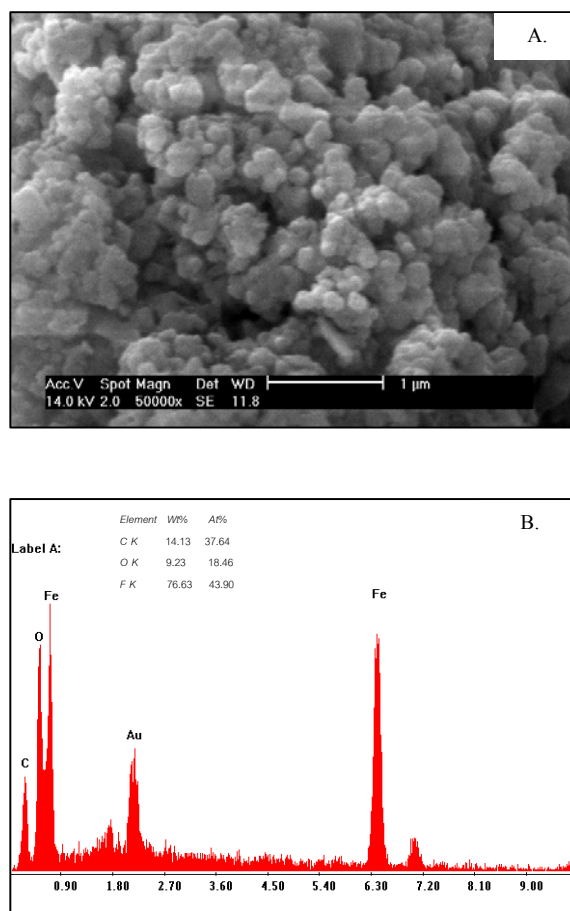 A.
Acc.V Spot Magn Det WD 1 µm
14.0 kV 2.0 50000x SE 11.8
B.
Element Wt% At%
C K 14.13 37.64
O K 9.23 18.46
F K 76.63 43.90
Label A:
Fe
O
Fe
Au
C
0.90 1.80 2.70 3.60 4.50 5.40 6.30 7.20 8.10 9.00